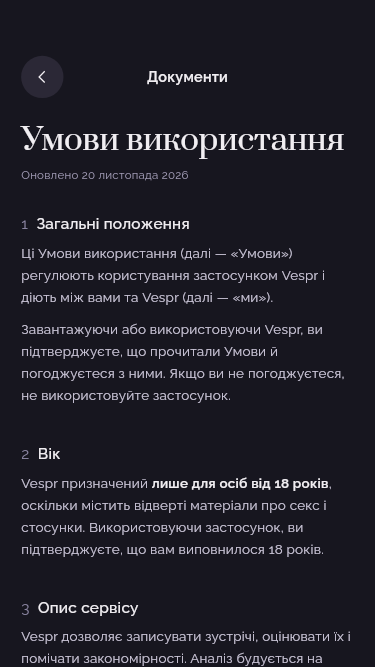 Документи
Умови використання
Оновлено 20 листопада 2026
1 Загальні положення
Ці Умови використання (далі — «Умови»)
регулюють користування застосунком Vespr і
діють між вами та Vespr (далі — «ми»).
Завантажуючи або використовуючи Vespr, ви
підтверджуєте, що прочитали Умови й
погоджуєтеся з ними. Якщо ви не погоджуєтеся,
не використовуйте застосунок.
2 Вік
Vespr призначений лише для осіб від 18 років,
оскільки містить відверті матеріали про секс і
стосунки. Використовуючи застосунок, ви
підтверджуєте, що вам виповнилося 18 років.
3 Опис сервісу
Vespr дозволяє записувати зустрічі, оцінювати їх і
помічати закономірності. Аналіз будується на